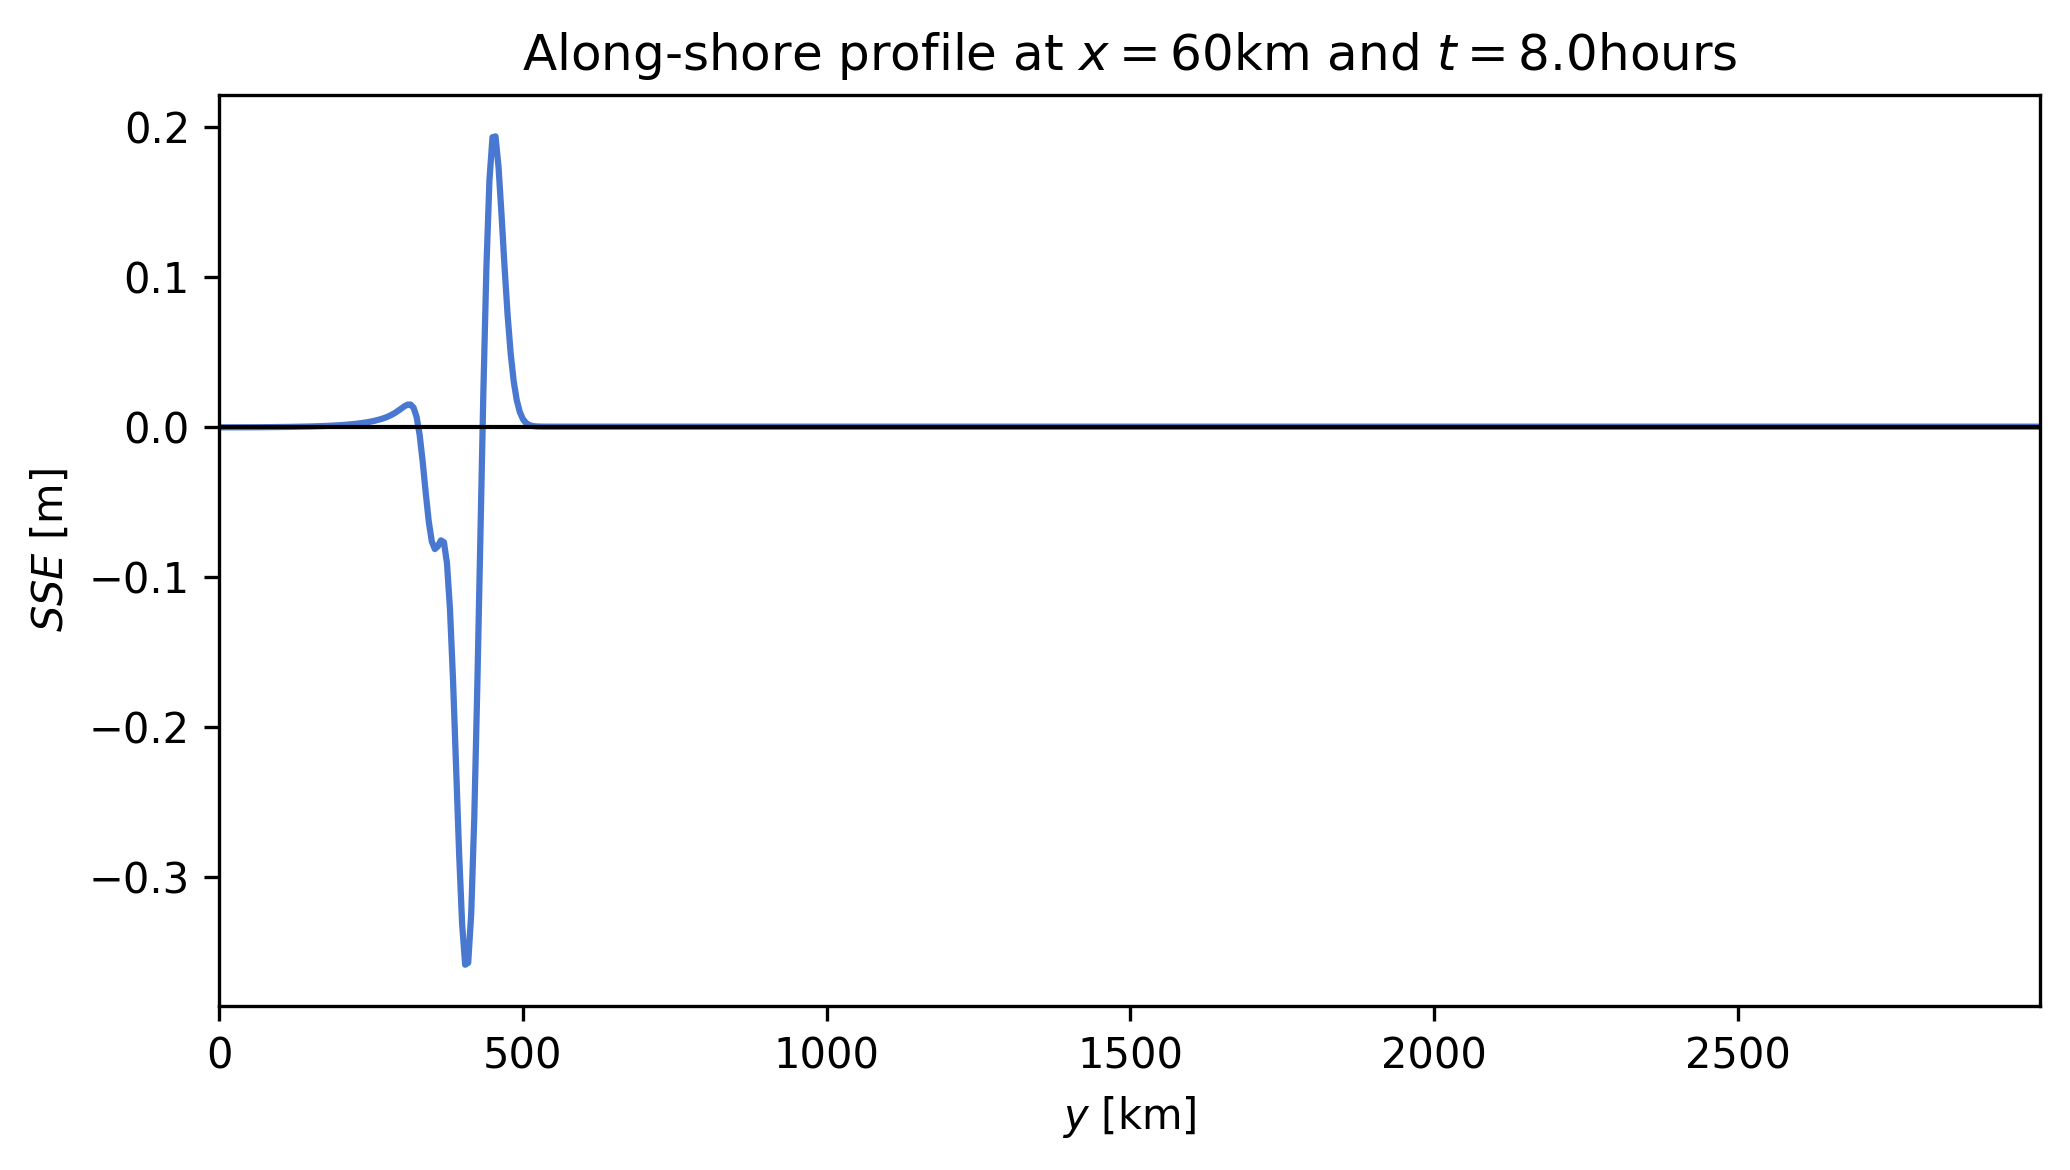 Along-shore profile at x = 60km and t = 8.0hours
0.2
0.1
0.0
−0.1
−0.2
−0.3
SSE [m]
0 500 1000 1500 2000 2500
y [km]